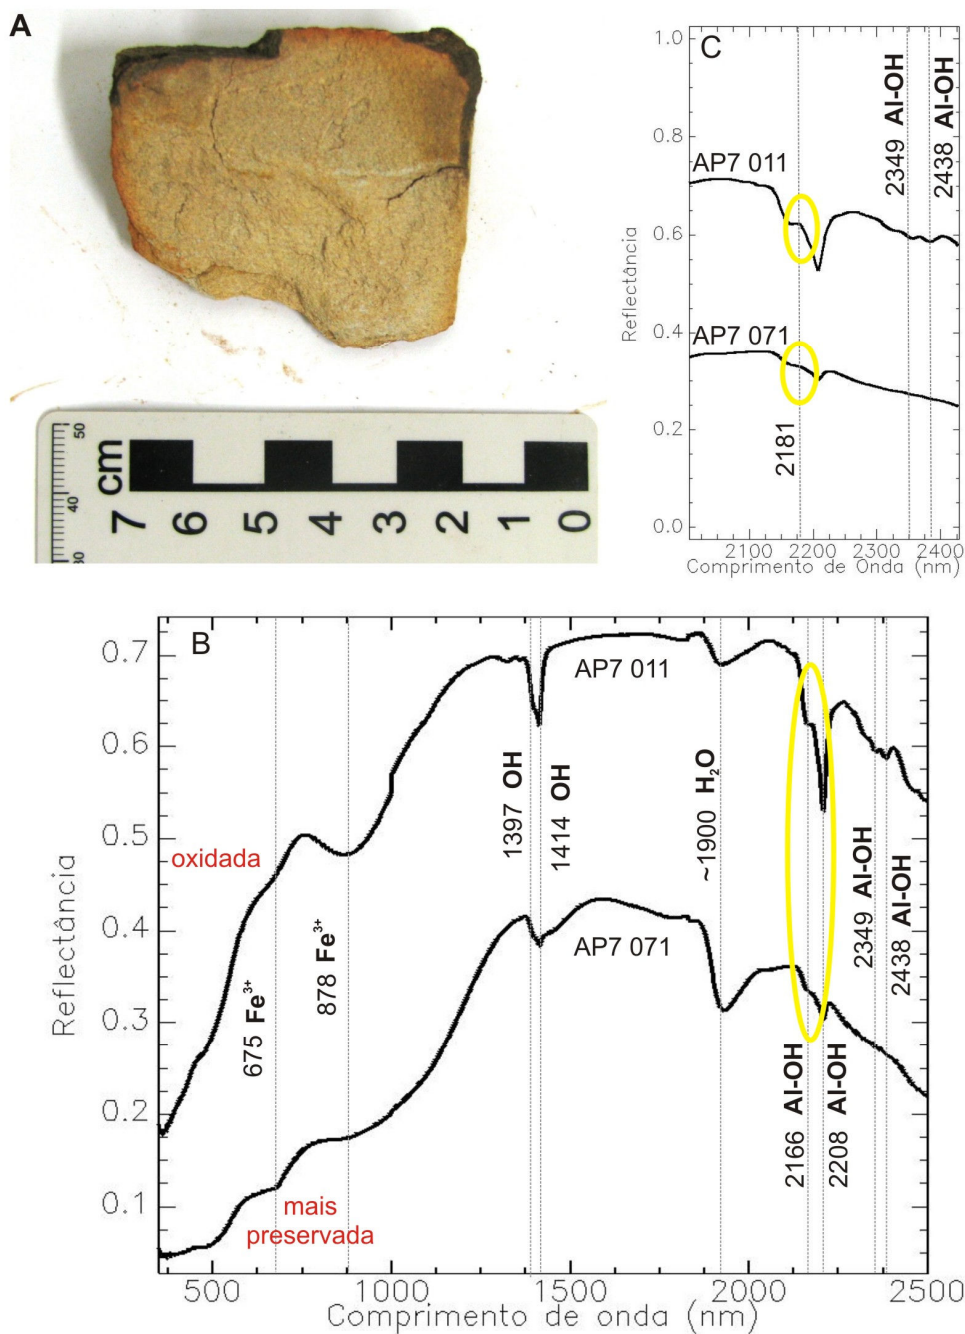 A
50
40
30
cm
7 6 5 4 3 2 1 0
C
1.0
0.8
0.6
0.4
0.2
0.0
Reflectância
AP7 011
AP7 071
2181
2349 Al-OH
2438 Al-OH
2100 2200 2300 2400
Comprimento de Onda (nm)
B
0.7
0.6
0.5
0.4
0.3
0.2
0.1
Reflectância
AP7 011
AP7 071
oxidada
mais
preservada
675 Fe³⁺
878 Fe³⁺
1397 OH
1414 OH
~1900 H₂O
2166 Al-OH
2208 Al-OH
2349 Al-OH
2438 Al-OH
500 1000 1500 2000 2500
Comprimento de onda (nm)